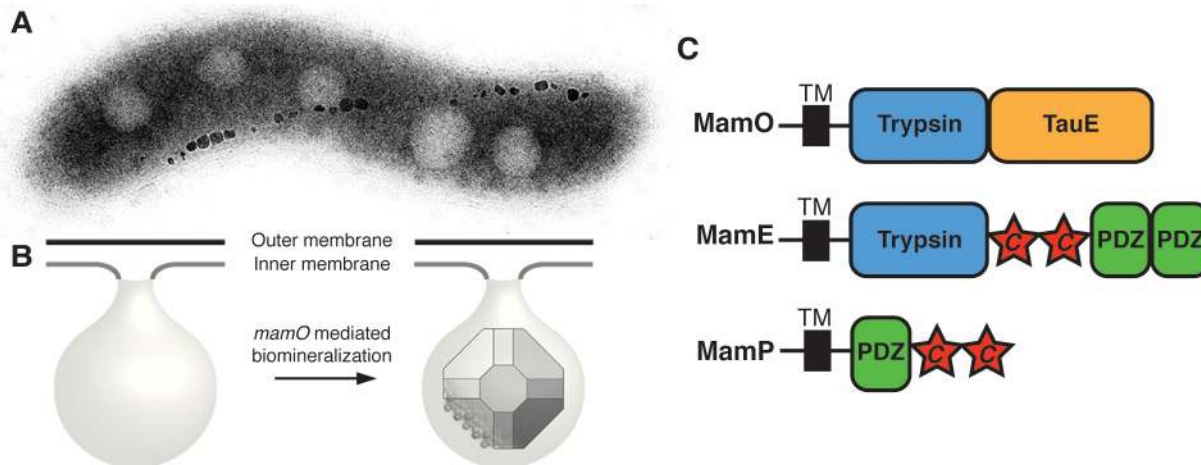 A
B
Outer membrane
Inner membrane
mamO mediated
biomineralization
C
TM
MamO
Trypsin
TauE
TM
MamE
Trypsin
C
C
PDZ
PDZ
TM
MamP
PDZ
C
C